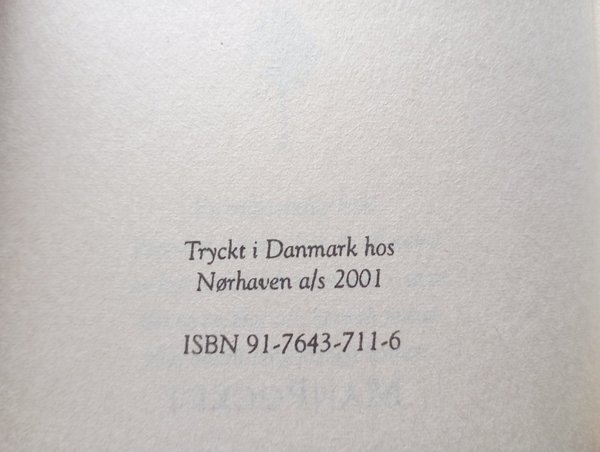 Tryckt i Danmark hos
Nørhaven a/s 2001
ISBN 91-7643-711-6